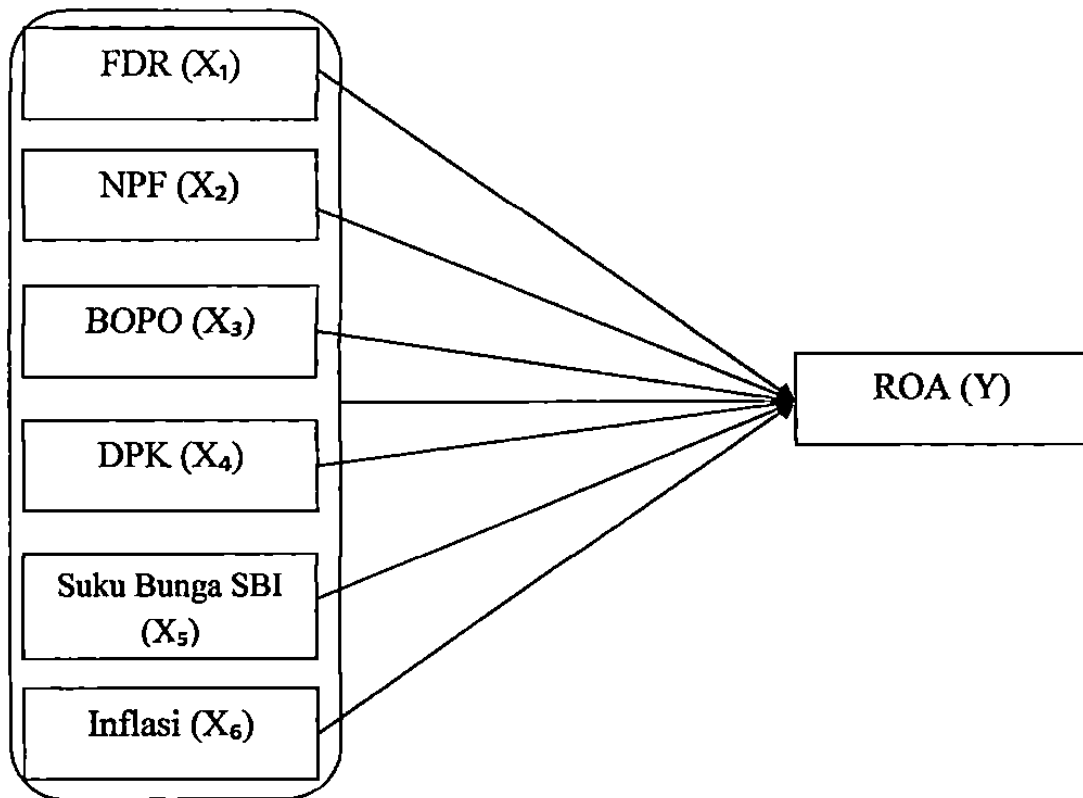 FDR (X₁)
NPF (X₂)
BOPO (X₃)
DPK (X₄)
Suku Bunga SBI
(X₅)
Inflasi (X₆)
ROA (Y)